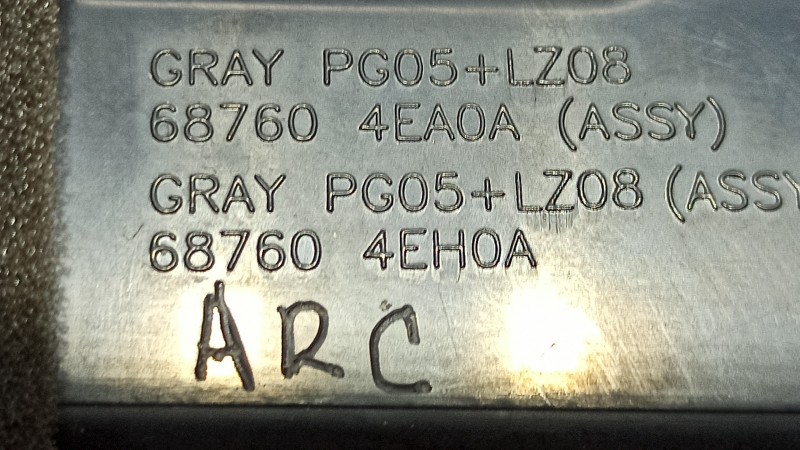 GRAY PG05+LZ08
68760 4EA0A (ASSY)
GRAY PG05+LZ08 (ASSY
68760 4EH0A
ARC